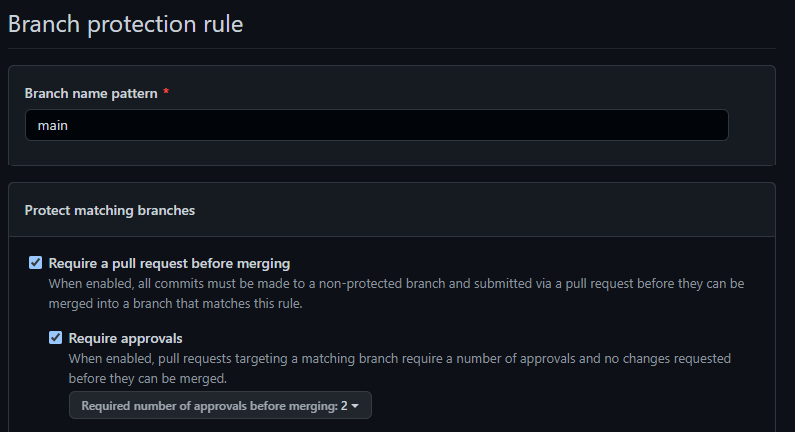 Branch protection rule
Branch name pattern *
main
Protect matching branches
Require a pull request before merging
When enabled, all commits must be made to a non-protected branch and submitted via a pull request before they can be
merged into a branch that matches this rule.
Require approvals
When enabled, pull requests targeting a matching branch require a number of approvals and no changes requested
before they can be merged.
Required number of approvals before merging: 2